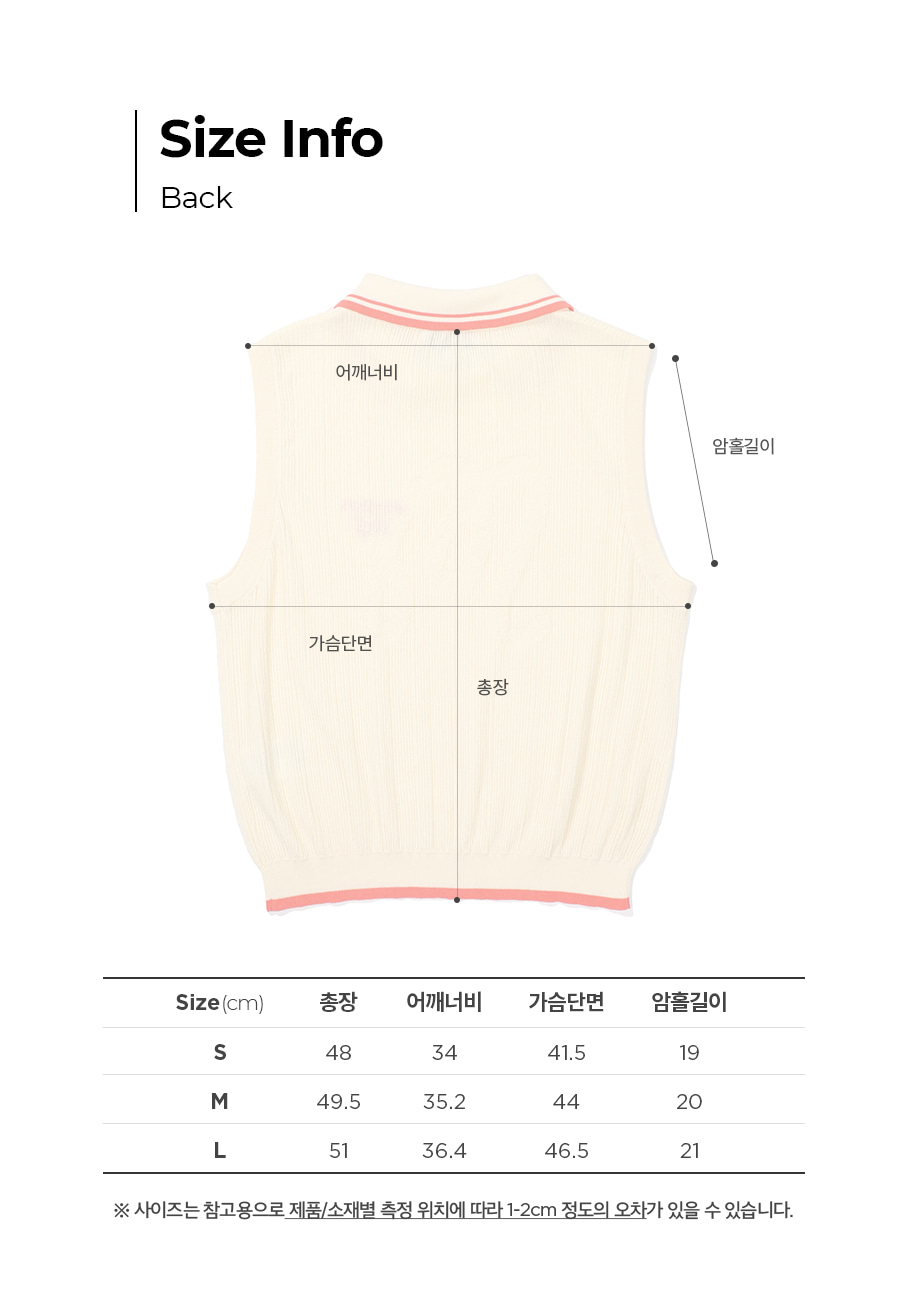 Size Info
Back
어깨너비
암홀길이
가슴단면
총장
Size(cm) 총장 어깨너비 가슴단면 암홀길이
S 48 34 41.5 19
M 49.5 35.2 44 20
L 51 36.4 46.5 21
※ 사이즈는 참고용으로 제품/소재별 측정 위치에 따라 1-2cm 정도의 오차가 있을 수 있습니다.